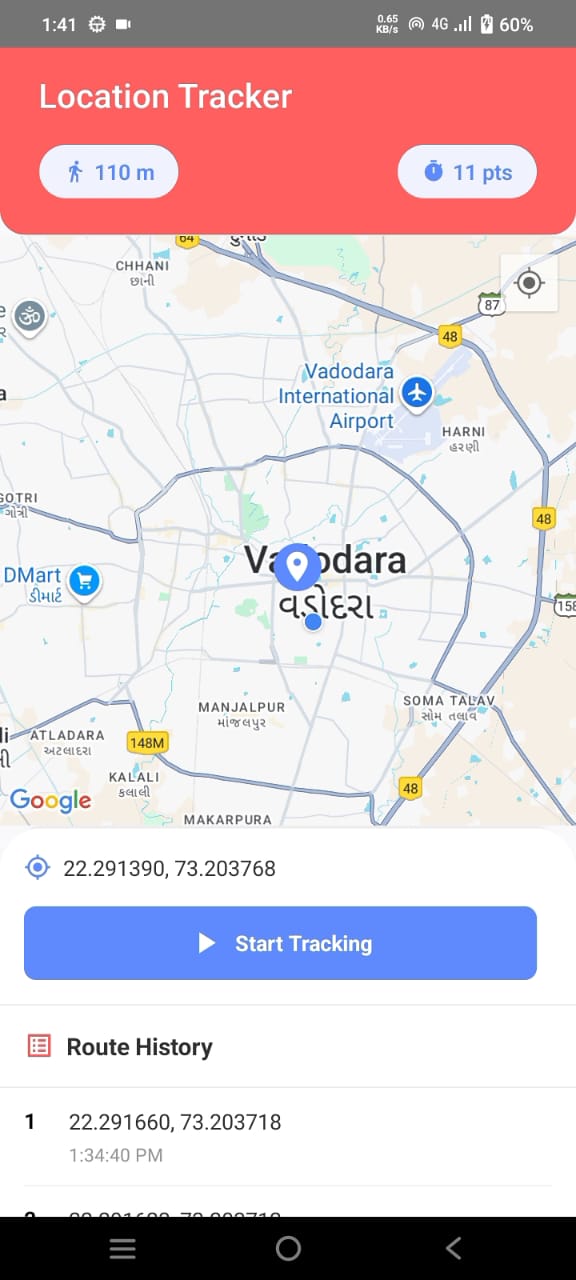 1:41
0.65
KB/s
4G
60%
Location Tracker
110 m
11 pts
64
CHHANI
છાની
87
48
Vadodara
International
Airport
HARNI
હરણી
GOTRI
ગોત્રી
48
Vadodara
વડોદરા
DMart
ડીમાર્ટ
158
MANJALPUR
માંજલપુર
SOMA TALAV
સોમ તલાવ
ATLADARA
અટલાદરા
148M
KALALI
કલાલી
48
Google
MAKARPURA
22.291390, 73.203768
Start Tracking
Route History
1
22.291660, 73.203718
1:34:40 PM